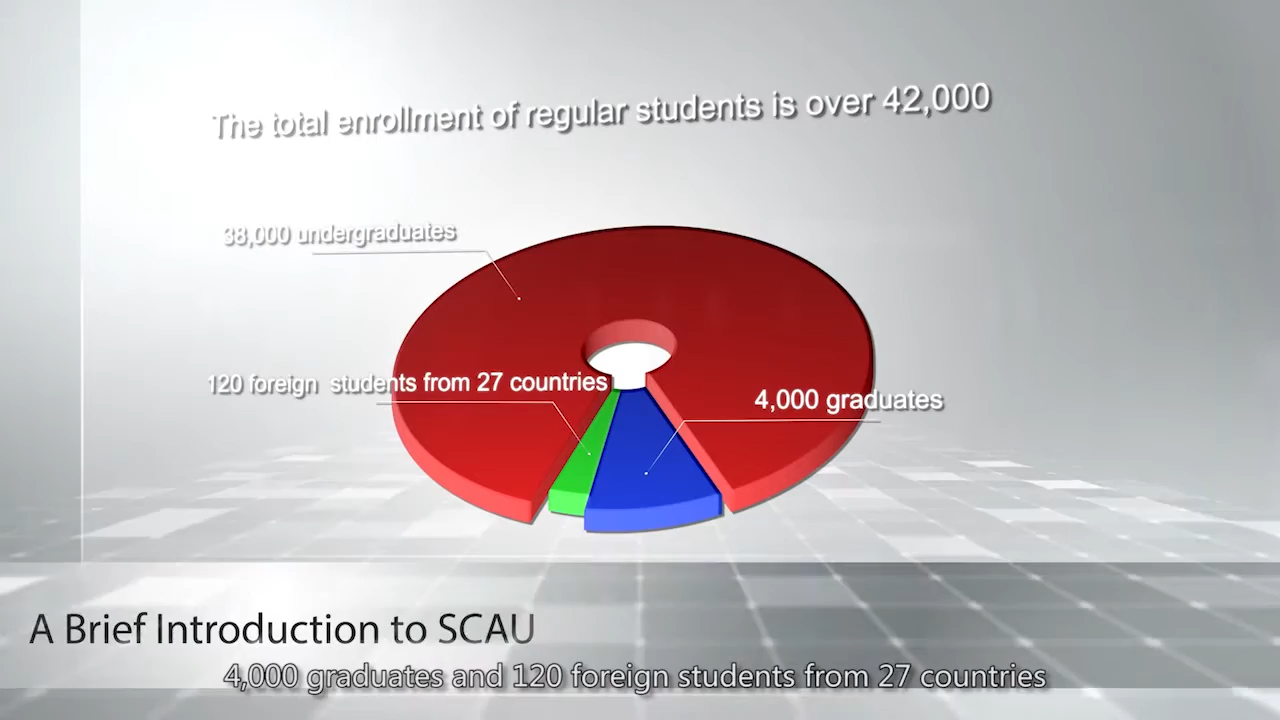 The total enrollment of regular students is over 42,000
38,000 undergraduates
120 foreign students from 27 countries
4,000 graduates
A Brief Introduction to SCAU
4,000 graduates and 120 foreign students from 27 countries